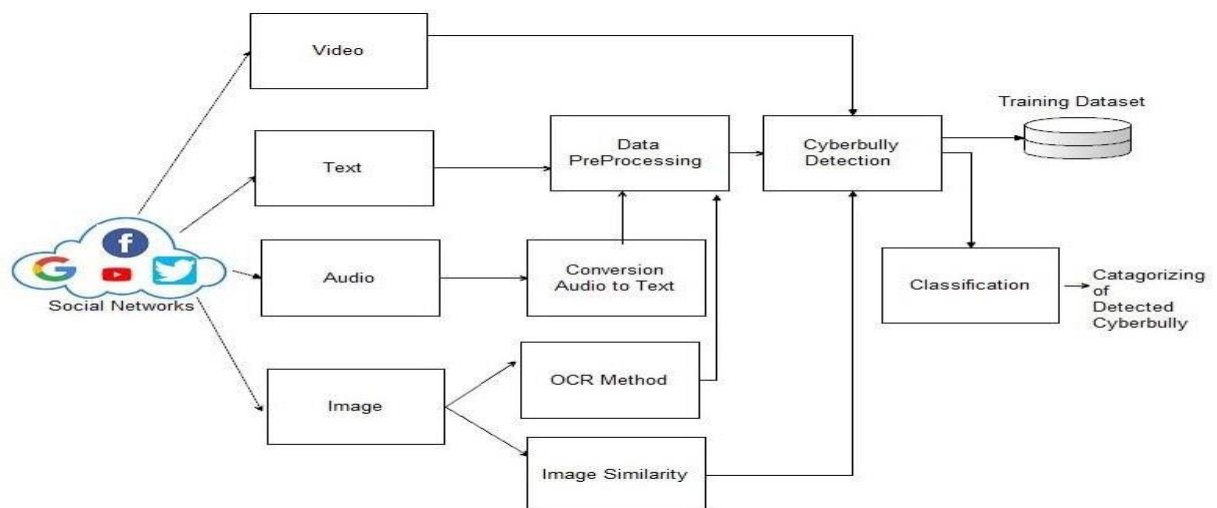 Video
Training Dataset
Text
Data
PreProcessing
Cyberbully
Detection
f
G
Social Networks
Audio
Conversion
Audio to Text
Classification
Catagorizing
of
Detected
Cyberbully
Image
OCR Method
Image Similarity